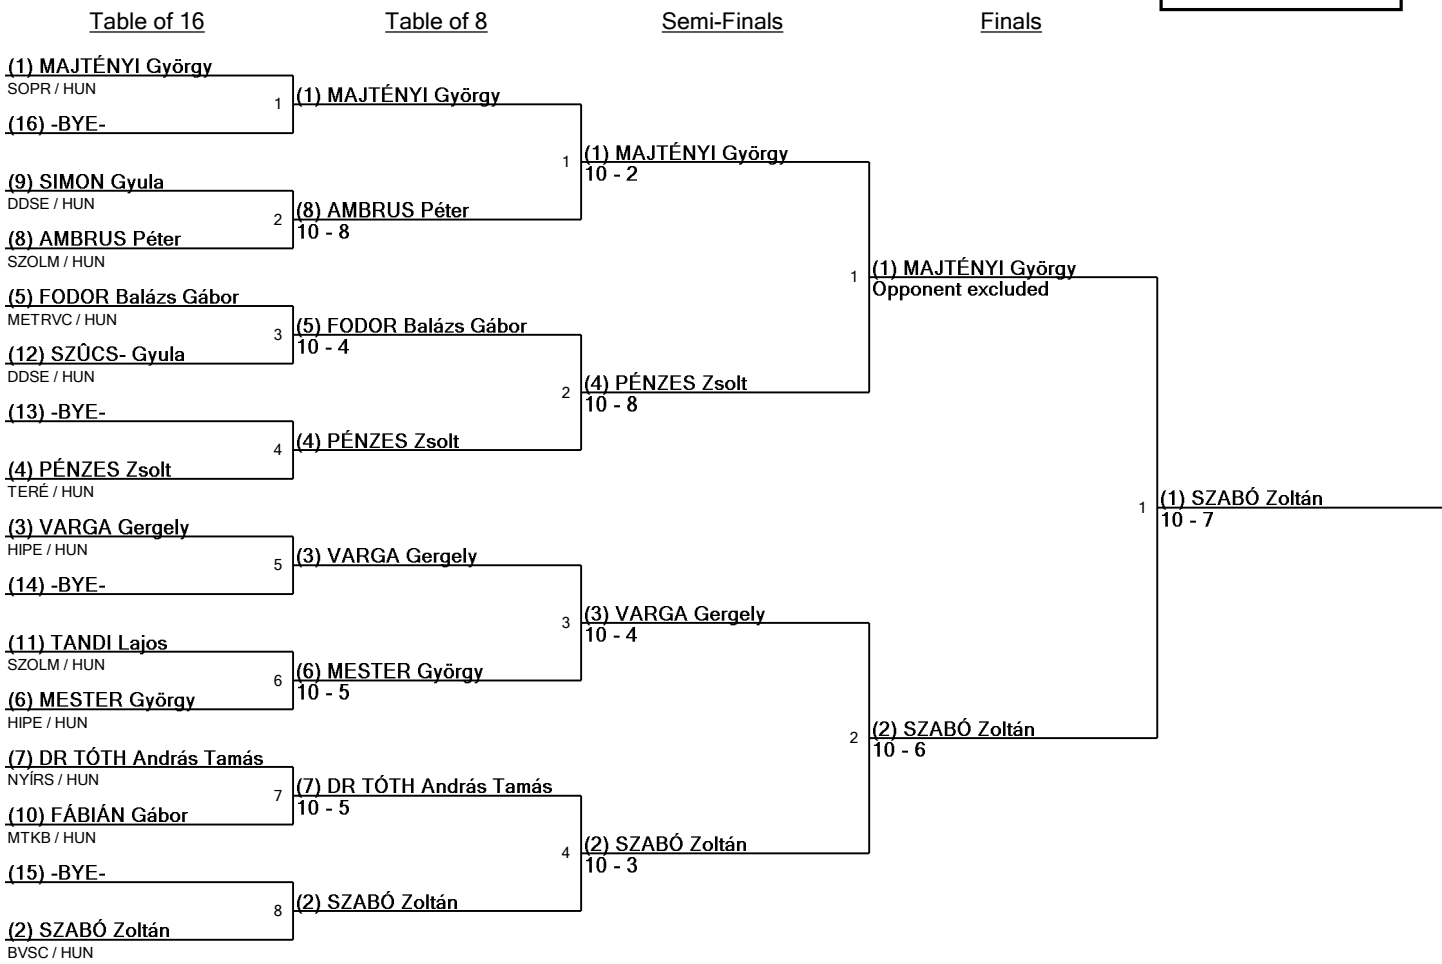 Table of 16
Table of 8
Semi-Finals
Finals
(1) MAJTÉNYI György
SOPR / HUN
(16) -BYE-
(9) SIMON Gyula
DDSE / HUN
(8) AMBRUS Péter
SZOLM / HUN
(5) FODOR Balázs Gábor
METRVC / HUN
(12) SZÛCS- Gyula
DDSE / HUN
(13) -BYE-
(4) PÉNZES Zsolt
TERÉ / HUN
(3) VARGA Gergely
HIPE / HUN
(14) -BYE-
(11) TANDI Lajos
SZOLM / HUN
(6) MESTER György
HIPE / HUN
(7) DR TÓTH András Tamás
NYÍRS / HUN
(10) FÁBIÁN Gábor
MTKB / HUN
(15) -BYE-
(2) SZABÓ Zoltán
BVSC / HUN
1
(1) MAJTÉNYI György
2
(8) AMBRUS Péter
10 - 8
3
(5) FODOR Balázs Gábor
10 - 4
4
(4) PÉNZES Zsolt
5
(3) VARGA Gergely
6
(6) MESTER György
10 - 5
7
(7) DR TÓTH András Tamás
10 - 5
8
(2) SZABÓ Zoltán
1
(1) MAJTÉNYI György
10 - 2
2
(4) PÉNZES Zsolt
10 - 8
3
(3) VARGA Gergely
10 - 4
4
(2) SZABÓ Zoltán
10 - 3
1
(1) MAJTÉNYI György
Opponent excluded
2
(2) SZABÓ Zoltán
10 - 6
1
(1) SZABÓ Zoltán
10 - 7